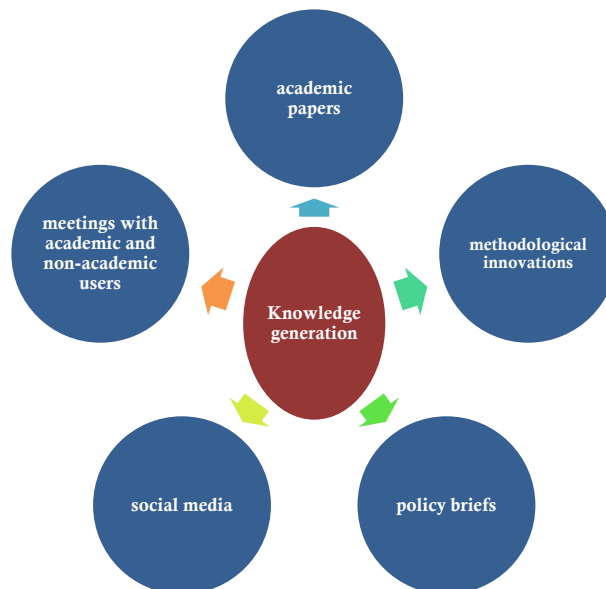 academic
papers
meetings with
academic and
non-academic
users
methodological
innovations
Knowledge
generation
social media
policy briefs